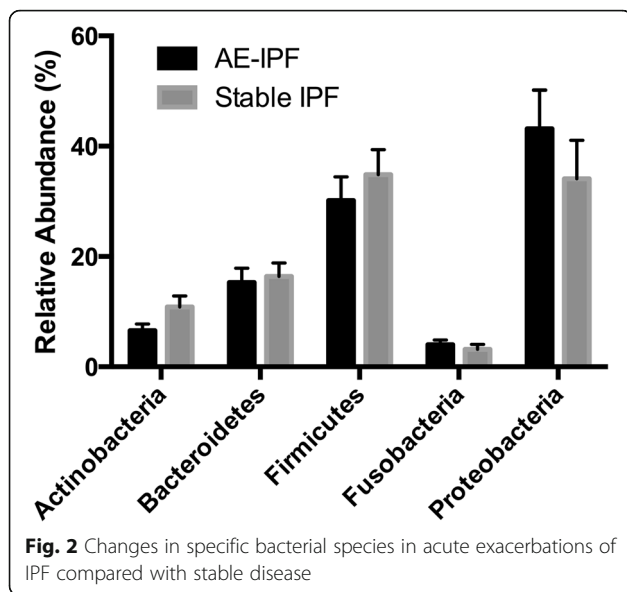 60
40
20
0
Relative Abundance (%)
AE-IPF
Stable IPF
Actinobacteria
Bacteroidetes
Firmicutes
Fusobacteria
Proteobacteria
Fig. 2 Changes in specific bacterial species in acute exacerbations of
IPF compared with stable disease